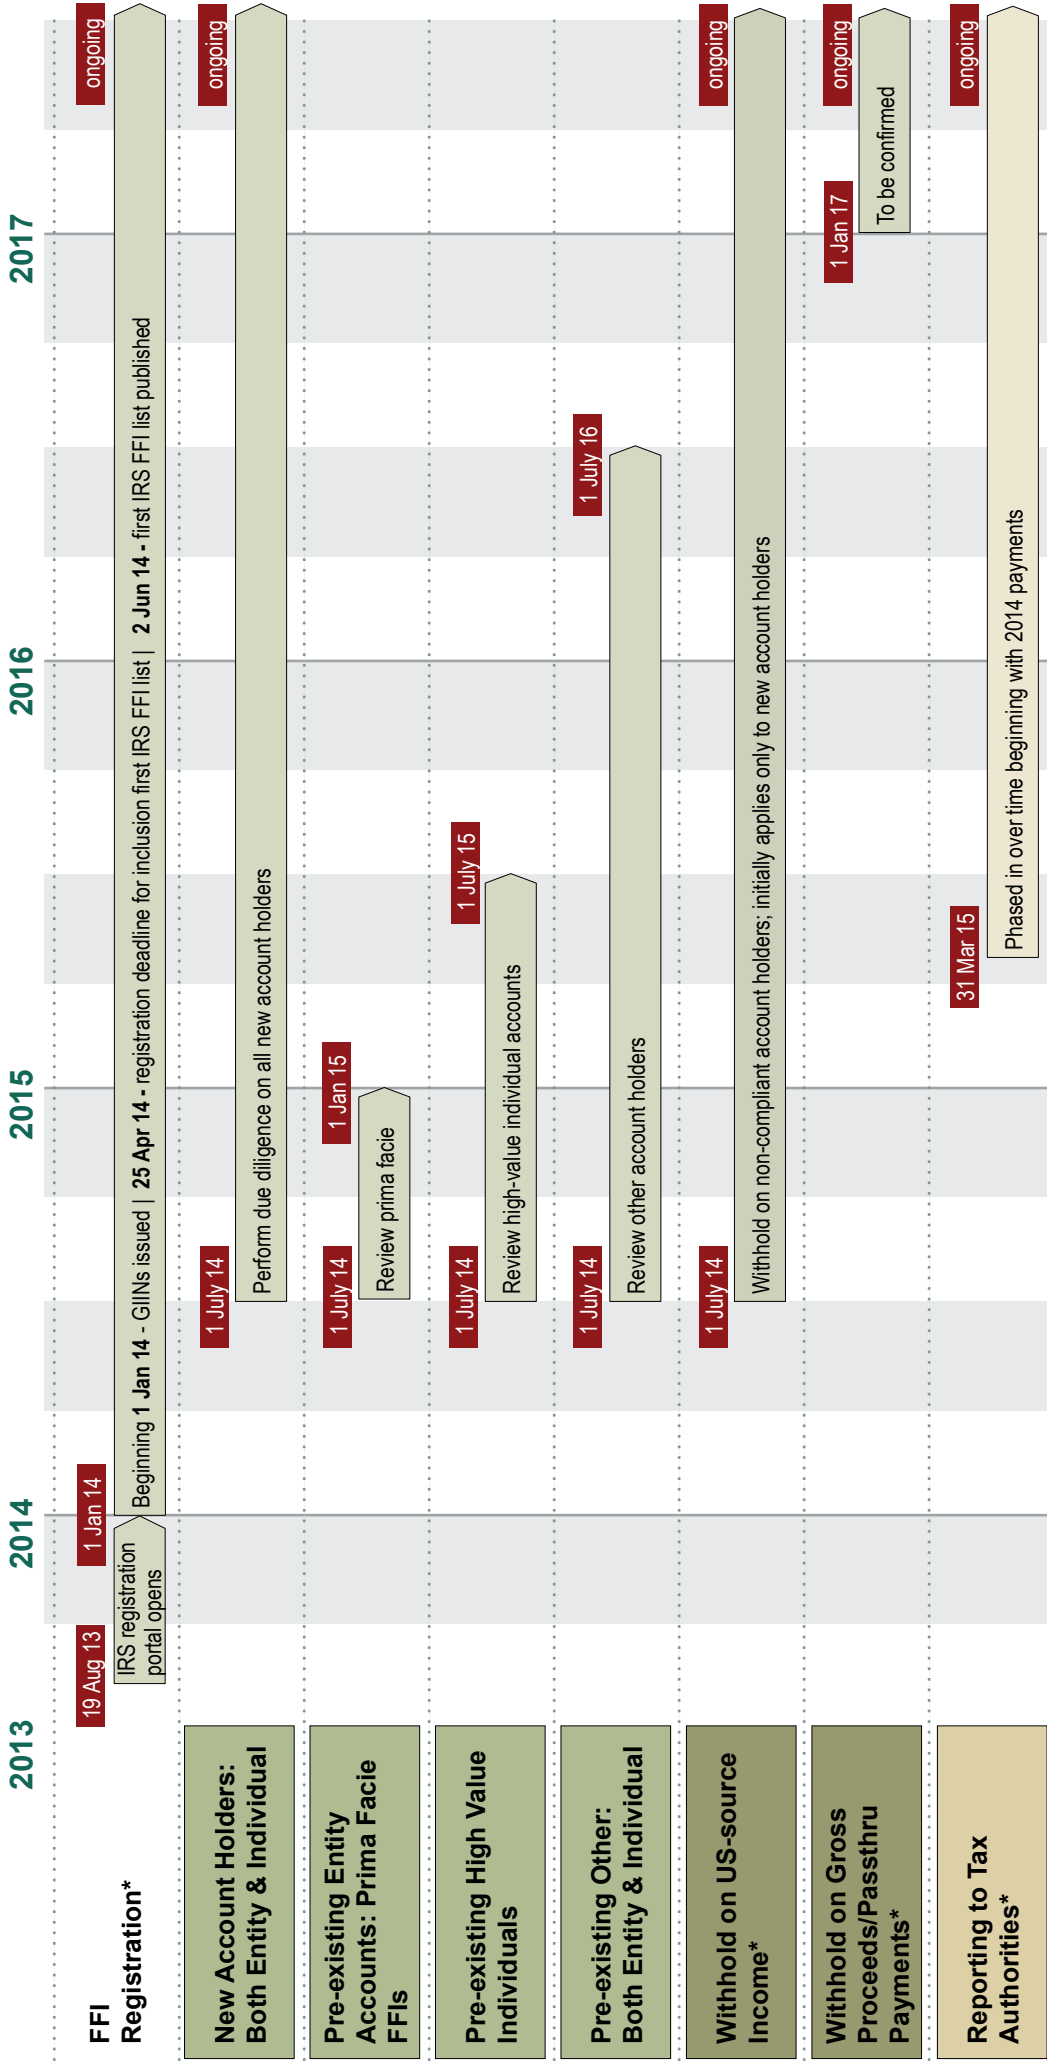 2013
2014
2015
2016
2017
FFI
Registration*
19 Aug 13
1 Jan 14
ongoing
IRS registration
portal opens
Beginning 1 Jan 14 - GIINs issued | 25 Apr 14 - registration deadline for inclusion first IRS FFI list | 2 Jun 14 - first IRS FFI list published
New Account Holders:
Both Entity & Individual
1 July 14
ongoing
Perform due diligence on all new account holders
Pre-existing Entity
Accounts: Prima Facie
FFIs
1 July 14
1 Jan 15
Review prima facie
Pre-existing High Value
Individuals
1 July 14
1 July 15
Review high-value individual accounts
Pre-existing Other:
Both Entity & Individual
1 July 14
1 July 16
Review other account holders
Withhold on US-source
Income*
1 July 14
ongoing
Withhold on non-compliant account holders; initially applies only to new account holders
Withhold on Gross
Proceeds/Passthru
Payments*
1 Jan 17
ongoing
To be confirmed
Reporting to Tax
Authorities*
31 Mar 15
ongoing
Phased in over time beginning with 2014 payments